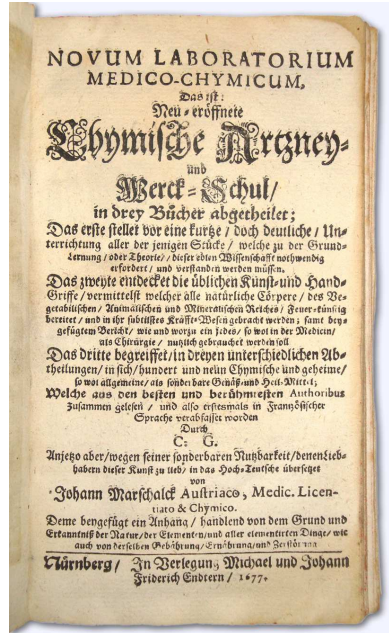 NOVUM LABORATORIUM
MEDICO-CHYMICUM,
Das ist:
Neu-eröffnete
Chymische Artzney-
und
Werck-Schul/
in drey Bücher abgetheilet;
Das erste stellet vor eine kurtze / doch deutliche / Un-
terrichtung aller der jenigen Stücke / welche zu der Grund-
Lernung / oder Theorie / dieser edlen Wissenschafft nothwendig
erfordert / und verstanden werden müssen.
Das zweyte entdecket die üblichen Kunst- und Hand-
Griffe / vermittelst welcher alle natürliche Cörpere / des Ve-
getabilischen / Animalischen und Mineralischen Reiches / Feuer-künstig
bereitet / und in ihr subtilstes Kräffte-Wesen gebracht werden; samt bey-
gefügtem Bericht / wie und worzu ein jedes / so wol in der Medicin /
als Chirurgie / nutzlich gebrauchet werden soll
Das dritte begreiffet / in dreyen unterschiedlichen Ab-
theilungen / in sich / hundert und neün Chymische und geheime /
so wol allgemeine / als sonderbare Genäß- und Heil-Mittel;
Welche aus den besten und berühmtesten Authoribus
zusammen gelesen / und also erstesmals in Frantzösischer
Sprache verabfasset worden
Durch
C. G.
Anjetzo aber / wegen seiner sonderbaren Nutzbarkeit / denen Lieb-
habern dieser Kunst zu lieb / in das Hoch-Teutsche übersetzet
von
Johann Marschalck Austriaco, Medic. Licen-
tiato & Chymico.
Deme beygefügt ein Anhang / handlend von dem Grund und
Erkanntniß der Natur / der Elementen / und aller elementirten Dinge / wie
auch von derselben Gebährung / Ernährung / und Zerstörung
Nürnberg / In Verlegung Michael und Johann
Friderich Endtern / 1677.